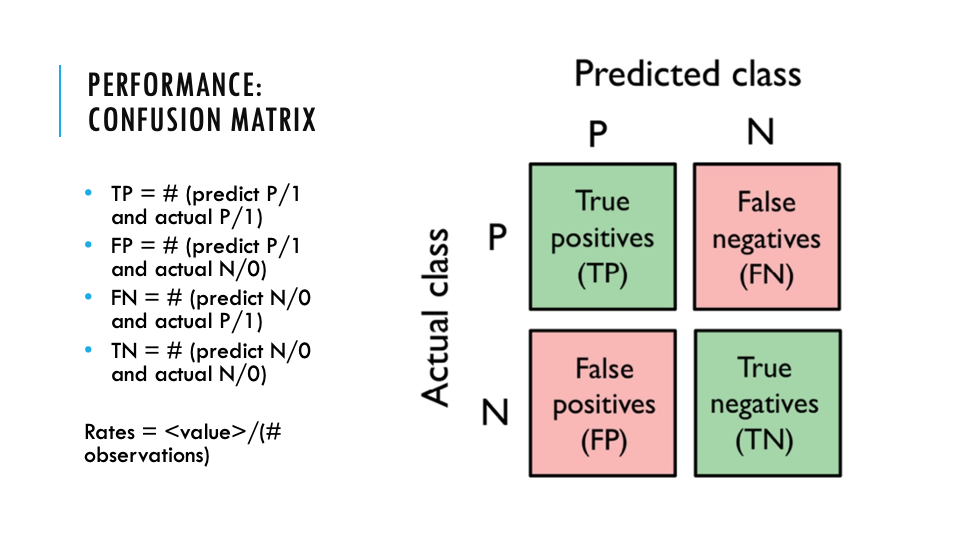 PERFORMANCE:
CONFUSION MATRIX
• TP = # (predict P/1
and actual P/1)
• FP = # (predict P/1
and actual N/0)
• FN = # (predict N/0
and actual P/1)
• TN = # (predict N/0
and actual N/0)
Rates = <value>/(#
observations)
Predicted class
P N
Actual class
P
True
positives
(TP)
False
negatives
(FN)
N
False
positives
(FP)
True
negatives
(TN)